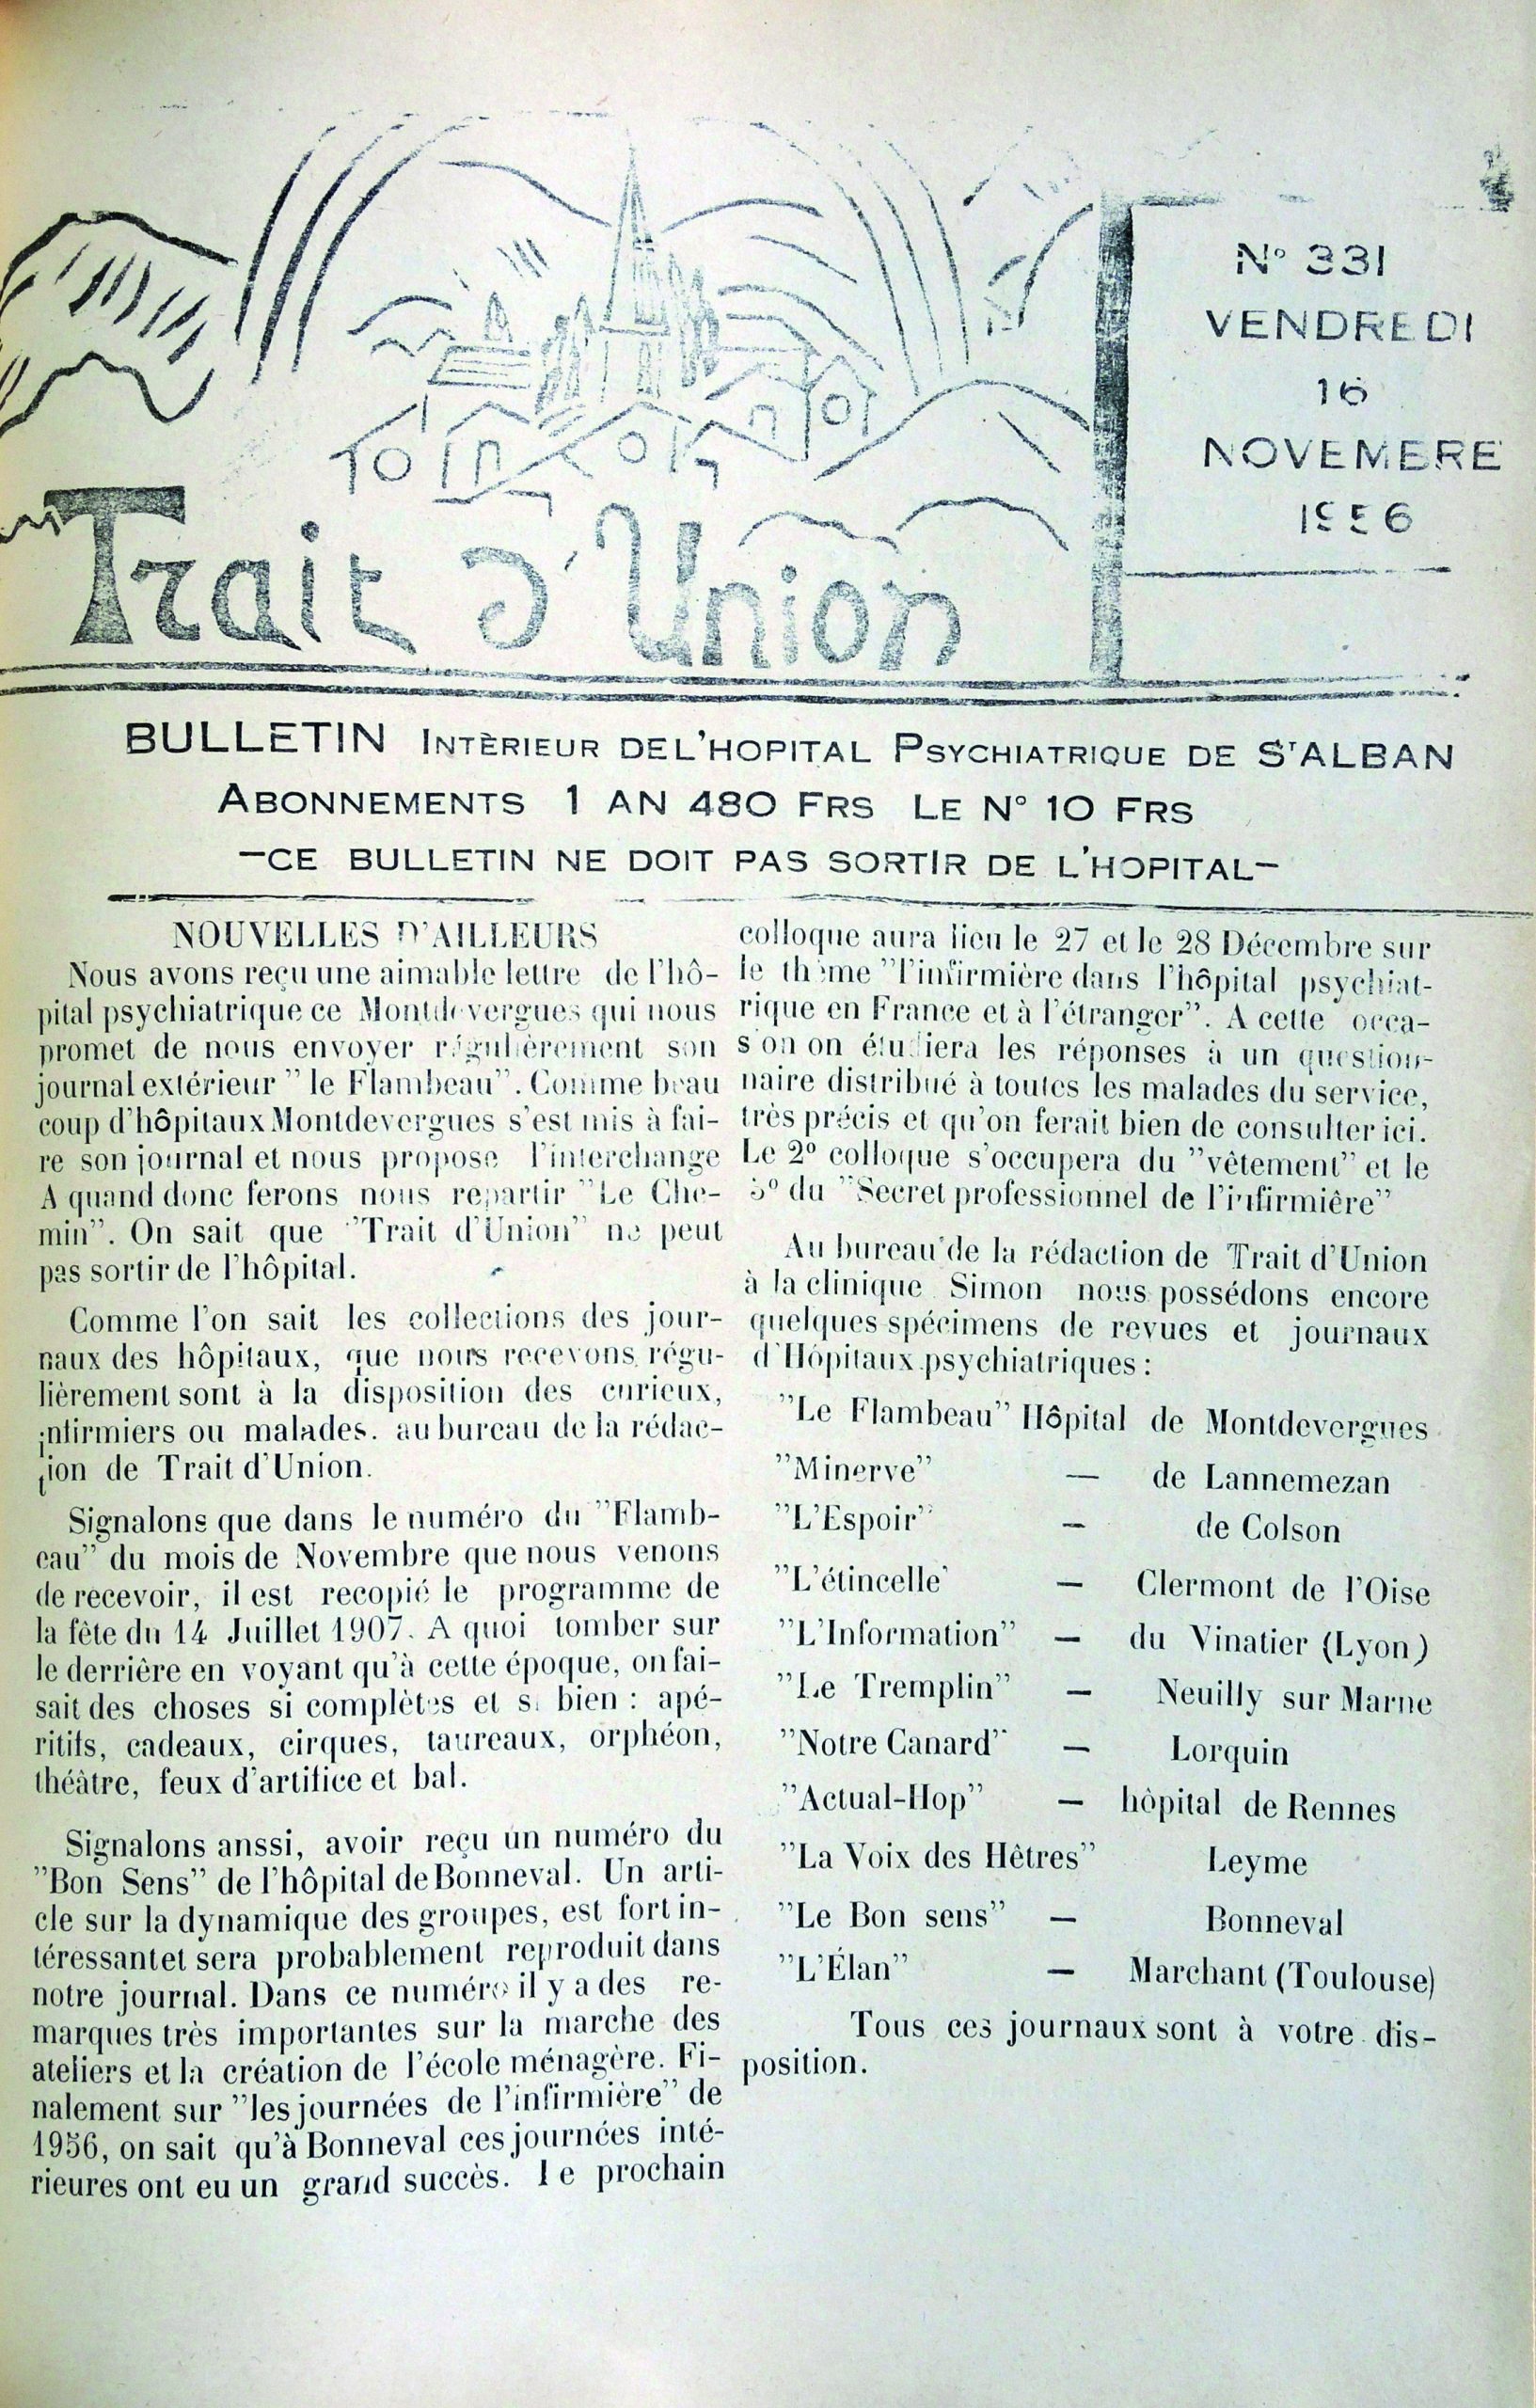 N° 331
VENDREDI
16
NOVEMBRE
1956
Trait d'Union
BULLETIN INTÈRIEUR DE L'HOPITAL PSYCHIATRIQUE DE ST ALBAN
ABONNEMENTS 1 AN 480 FRS LE N° 10 FRS
—CE BULLETIN NE DOIT PAS SORTIR DE L'HOPITAL—
NOUVELLES D'AILLEURS
Nous avons reçu une aimable lettre de l'hô-
pital psychiatrique ce Montdevergues qui nous
promet de nous envoyer régulièrement son
journal extérieur "le Flambeau". Comme beau
coup d'hôpitaux Montdevergues s'est mis à fai-
re son journal et nous propose l'interchange
A quand donc ferons nous repartir "Le Che-
min". On sait que "Trait d'Union" ne peut
pas sortir de l'hôpital.
Comme l'on sait les collections des jour-
naux des hôpitaux, que nous recevons régu-
lièrement sont à la disposition des curieux,
infirmiers ou malades. au bureau de la rédac-
tion de Trait d'Union.
Signalons que dans le numéro du "Flamb-
eau" du mois de Novembre que nous venons
de recevoir, il est recopié le programme de
la fête du 14 Juillet 1907. A quoi tomber sur
le derrière en voyant qu'à cette époque, on fai-
sait des choses si complètes et si bien : apé-
ritifs, cadeaux, cirques, taureaux, orphéon,
théâtre, feux d'artifice et bal.
Signalons anssi, avoir reçu un numéro du
"Bon Sens" de l'hôpital de Bonneval. Un arti-
cle sur la dynamique des groupes, est fort in-
téressant et sera probablement reproduit dans
notre journal. Dans ce numéro il y a des re-
marques très importantes sur la marche des
ateliers et la création de l'école ménagère. Fi-
nalement sur "les journées de l'infirmière" de
1956, on sait qu'à Bonneval ces journées inté-
rieures ont eu un grand succès. Le prochain
colloque aura lieu le 27 et le 28 Décembre sur
le thème "l'infirmière dans l'hôpital psychiat-
rique en France et à l'étranger". A cette occa-
sion on étudiera les réponses à un question-
naire distribué à toutes les malades du service,
très précis et qu'on ferait bien de consulter ici.
Le 2° colloque s'occupera du "vêtement" et le
3° du "Secret professionnel de l'infirmière"
Au bureau de la rédaction de Trait d'Union
à la clinique Simon nous possédons encore
quelques spécimens de revues et journaux
d'Hôpitaux psychiatriques :
"Le Flambeau" Hôpital de Montdevergues
"Minerve" — de Lannemezan
"L'Espoir" — de Colson
"L'étincelle" — Clermont de l'Oise
"L'Information" — du Vinatier (Lyon)
"Le Tremplin" — Neuilly sur Marne
"Notre Canard" — Lorquin
"Actual-Hop" — hôpital de Rennes
"La Voix des Hêtres" Leyme
"Le Bon sens" — Bonneval
"L'Élan" — Marchant (Toulouse)
Tous ces journaux sont à votre dis-
position.